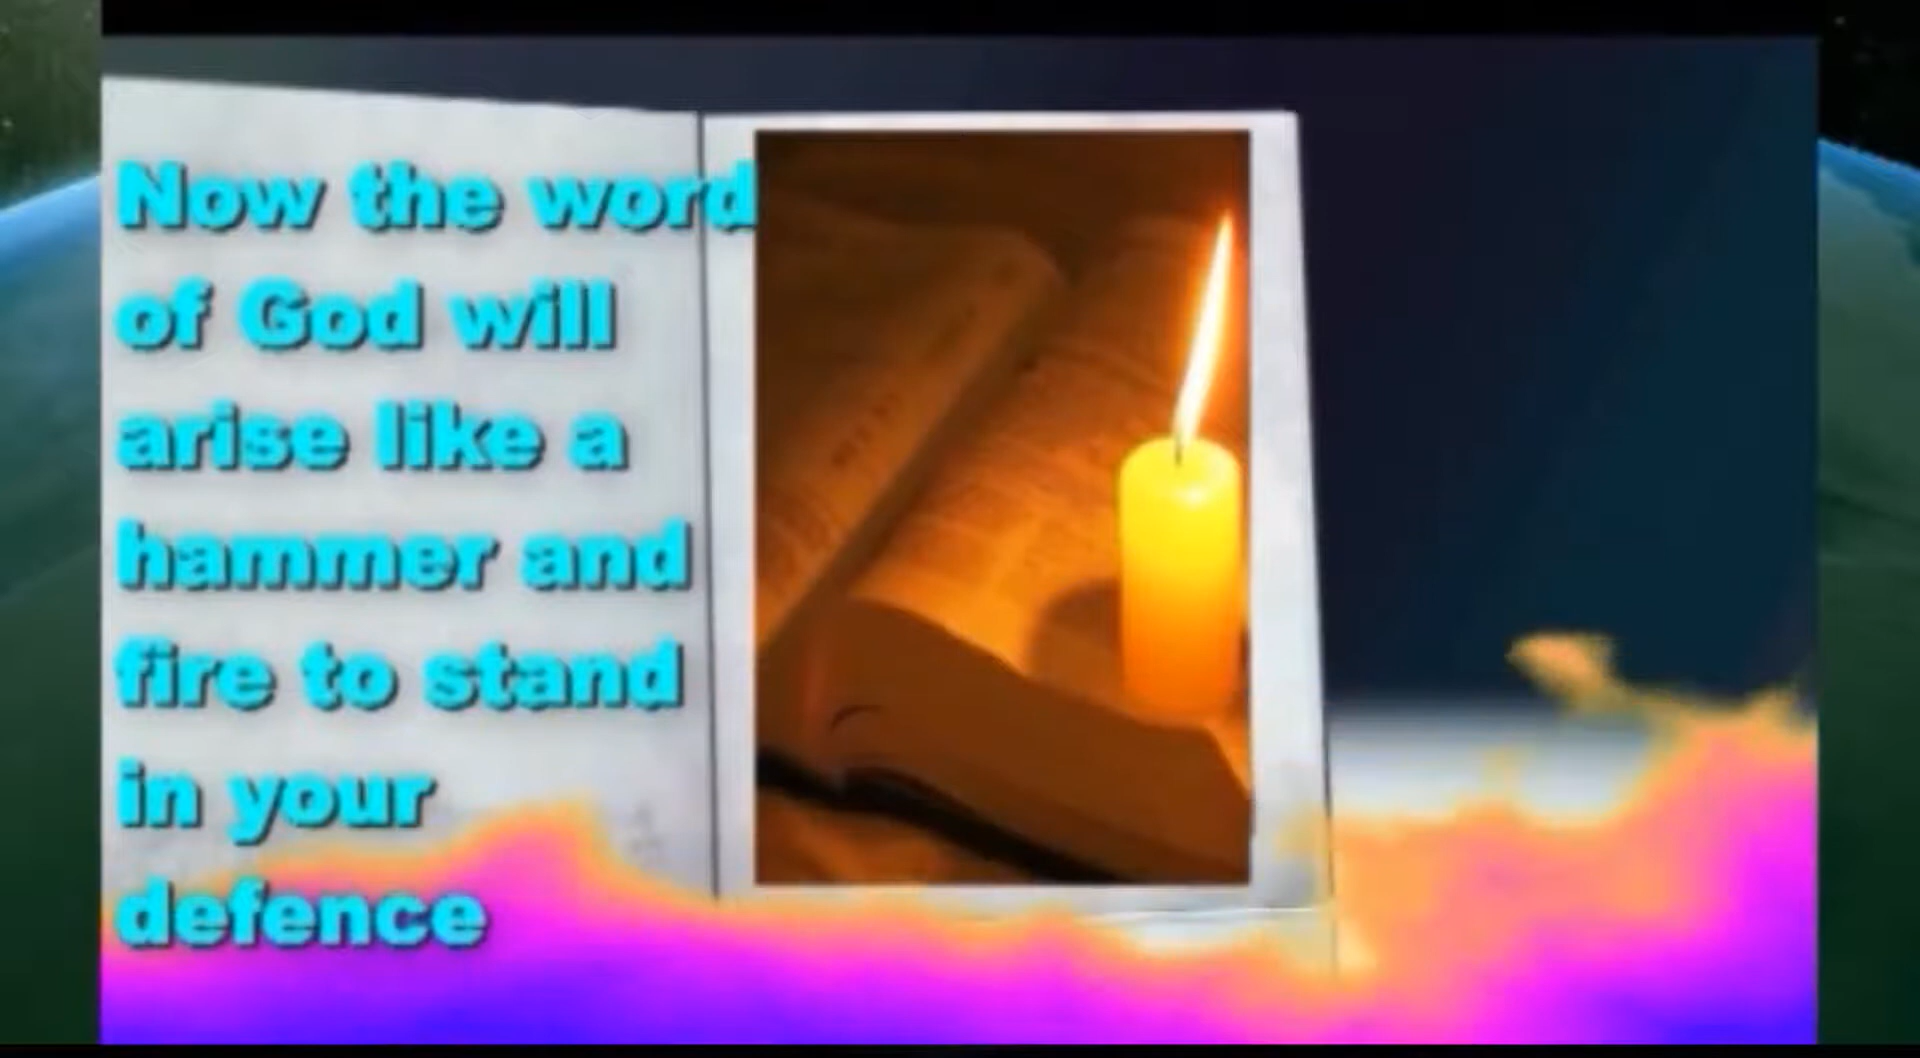 Now the word
of God will
arise like a
hammer and
fire to stand
in your
defence